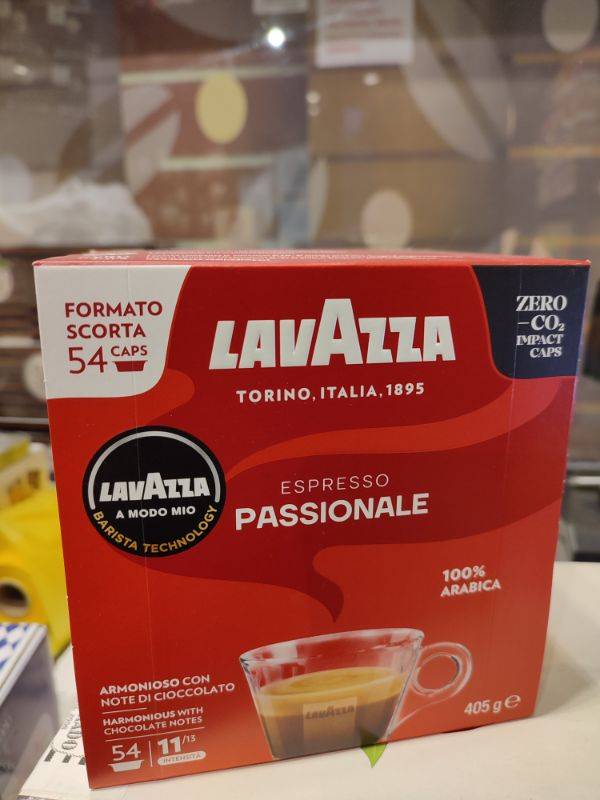 FORMATO
SCORTA
54 CAPS
LAVAZZA
TORINO, ITALIA, 1895
ZERO
–CO₂
IMPACT
CAPS
LAVAZZA
A MODO MIO
BARISTA TECHNOLOGY
ESPRESSO
PASSIONALE
100%
ARABICA
ARMONIOSO CON
NOTE DI CIOCCOLATO
HARMONIOUS WITH
CHOCOLATE NOTES
54 11/13
INTENSITÀ
LAVAZZA
405 g e